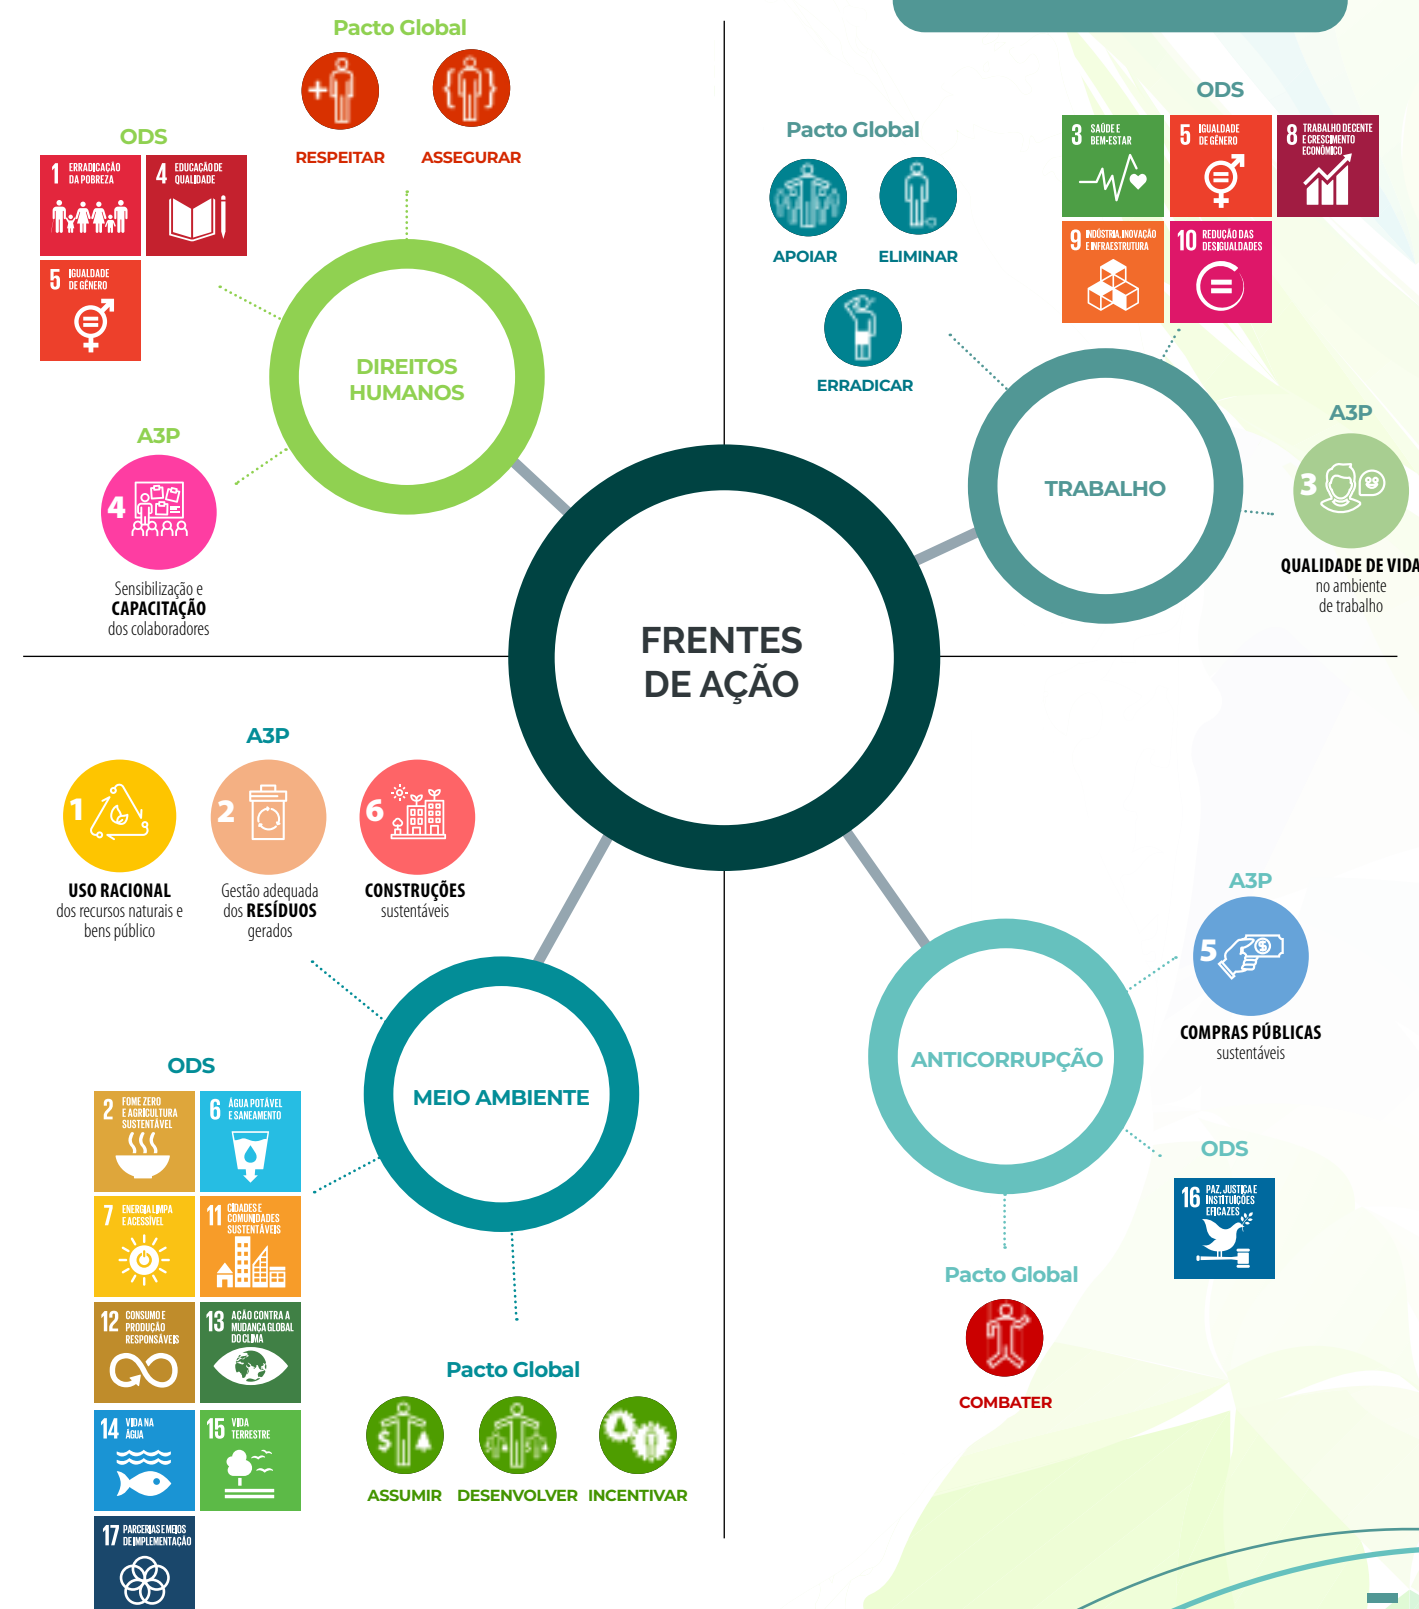 Pacto Global
RESPEITAR
ASSEGURAR
ODS
1 ERRADICAÇÃO
DA POBREZA
4 EDUCAÇÃO DE
QUALIDADE
5 IGUALDADE
DE GÊNERO
DIREITOS
HUMANOS
A3P
4
Sensibilização e
CAPACITAÇÃO
dos colaboradores
Pacto Global
APOIAR
ELIMINAR
ERRADICAR
ODS
3 SAÚDE E
BEM-ESTAR
5 IGUALDADE
DE GÊNERO
8 TRABALHO DECENTE
E CRESCIMENTO
ECONÔMICO
9 INDÚSTRIA, INOVAÇÃO
E INFRAESTRUTURA
10 REDUÇÃO DAS
DESIGUALDADES
TRABALHO
A3P
3
QUALIDADE DE VIDA
no ambiente
de trabalho
FRENTES
DE AÇÃO
A3P
1
USO RACIONAL
dos recursos naturais e
bens público
2
Gestão adequada
dos RESÍDUOS
gerados
6
CONSTRUÇÕES
sustentáveis
ODS
2 FOME ZERO
E AGRICULTURA
SUSTENTÁVEL
6 ÁGUA POTÁVEL
E SANEAMENTO
7 ENERGIA LIMPA
E ACESSÍVEL
11 CIDADES E
COMUNIDADES
SUSTENTÁVEIS
12 CONSUMO E
PRODUÇÃO
RESPONSÁVEIS
13 AÇÃO CONTRA A
MUDANÇA GLOBAL
DO CLIMA
14 VIDA NA
ÁGUA
15 VIDA
TERRESTRE
17 PARCERIAS E MEIOS
DE IMPLEMENTAÇÃO
MEIO AMBIENTE
Pacto Global
ASSUMIR
DESENVOLVER
INCENTIVAR
ANTICORRUPÇÃO
A3P
5
COMPRAS PÚBLICAS
sustentáveis
ODS
16 PAZ, JUSTIÇA E
INSTITUIÇÕES
EFICAZES
Pacto Global
COMBATER